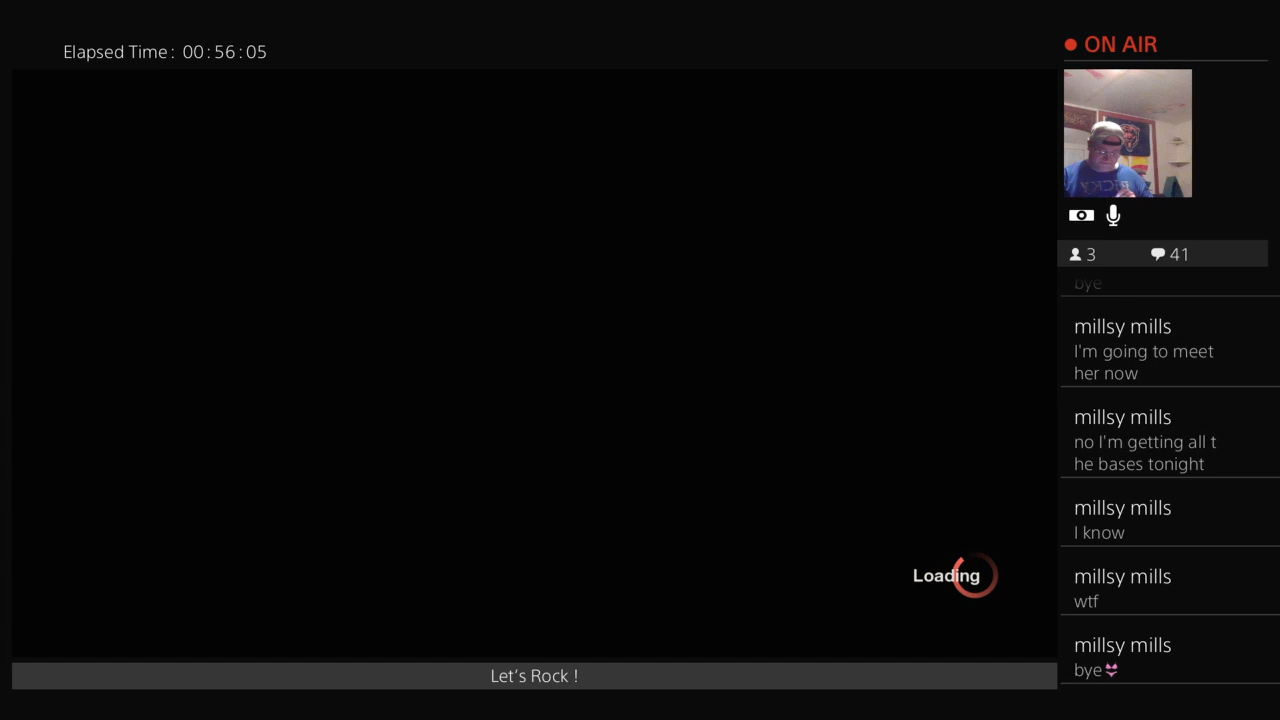 Elapsed Time: 00:56:05
ON AIR
3 41
bye
millsy mills
I'm going to meet
her now
millsy mills
no I'm getting all t
he bases tonight
millsy mills
I know
millsy mills
wtf
millsy mills
bye👙
Loading
Let's Rock !